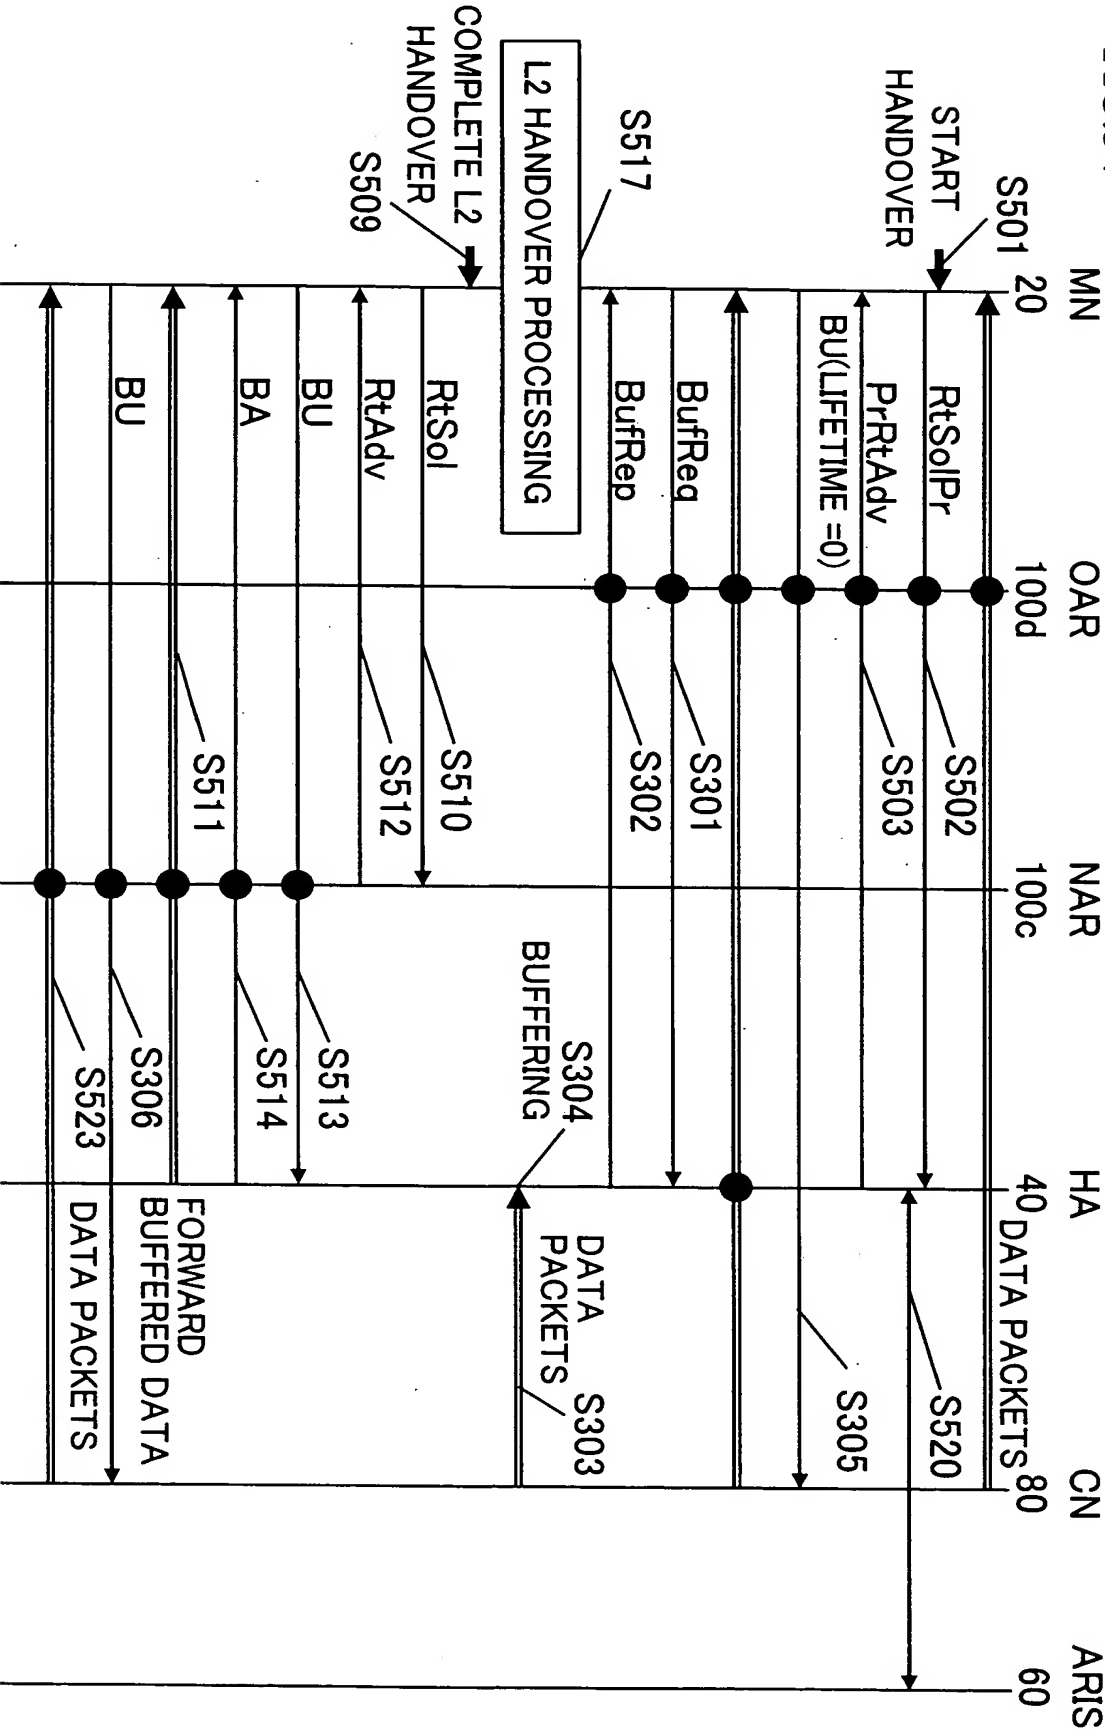 MN
20
OAR
100d
NAR
100c
HA
40
CN
80
ARIS
60
DATA PACKETS
S501
START
HANDOVER
RtSolPr
S502
S520
PrRtAdv
S503
BU(LIFETIME =0)
S305
BufReq
S301
BufRep
S302
S517
L2 HANDOVER PROCESSING
DATA
PACKETS
S303
S304
BUFFERING
COMPLETE L2
HANDOVER
S509
RtSol
S510
RtAdv
S512
BU
S513
BA
S514
S511
FORWARD
BUFFERED DATA
BU
S306
S523
DATA PACKETS